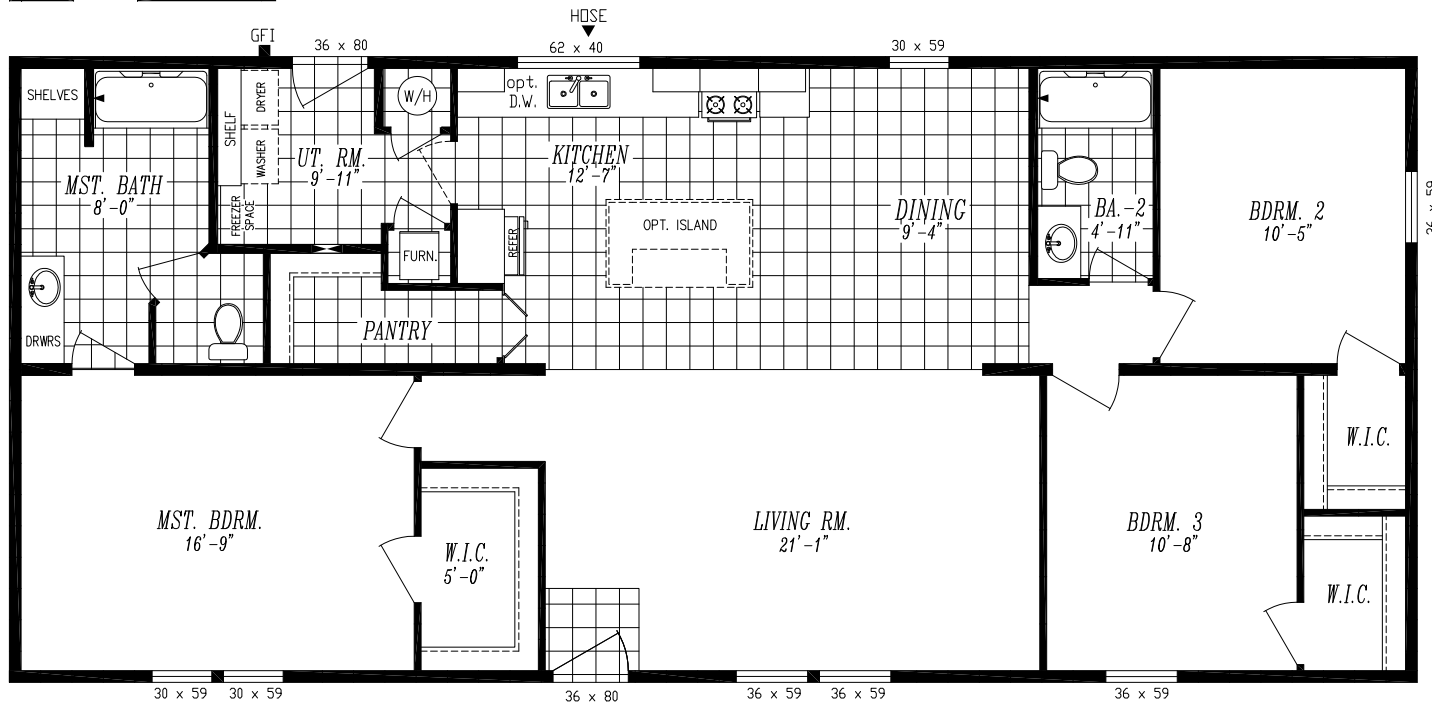 HOSE
GFI
36 x 80
62 x 40
30 x 59
SHELVES
SHELF
DRYER
WASHER
FREEZER
SPACE
W/H
opt.
D.W.
UT. RM.
9'-11"
KITCHEN
12'-7"
MST. BATH
8'-0"
DINING
9'-4"
BA.-2
4'-11"
BDRM. 2
10'-5"
36 x 59
OPT. ISLAND
REFER
FURN.
DRWRS
PANTRY
W.I.C.
MST. BDRM.
16'-9"
W.I.C.
5'-0"
LIVING RM.
21'-1"
BDRM. 3
10'-8"
W.I.C.
30 x 59
30 x 59
36 x 80
36 x 59
36 x 59
36 x 59